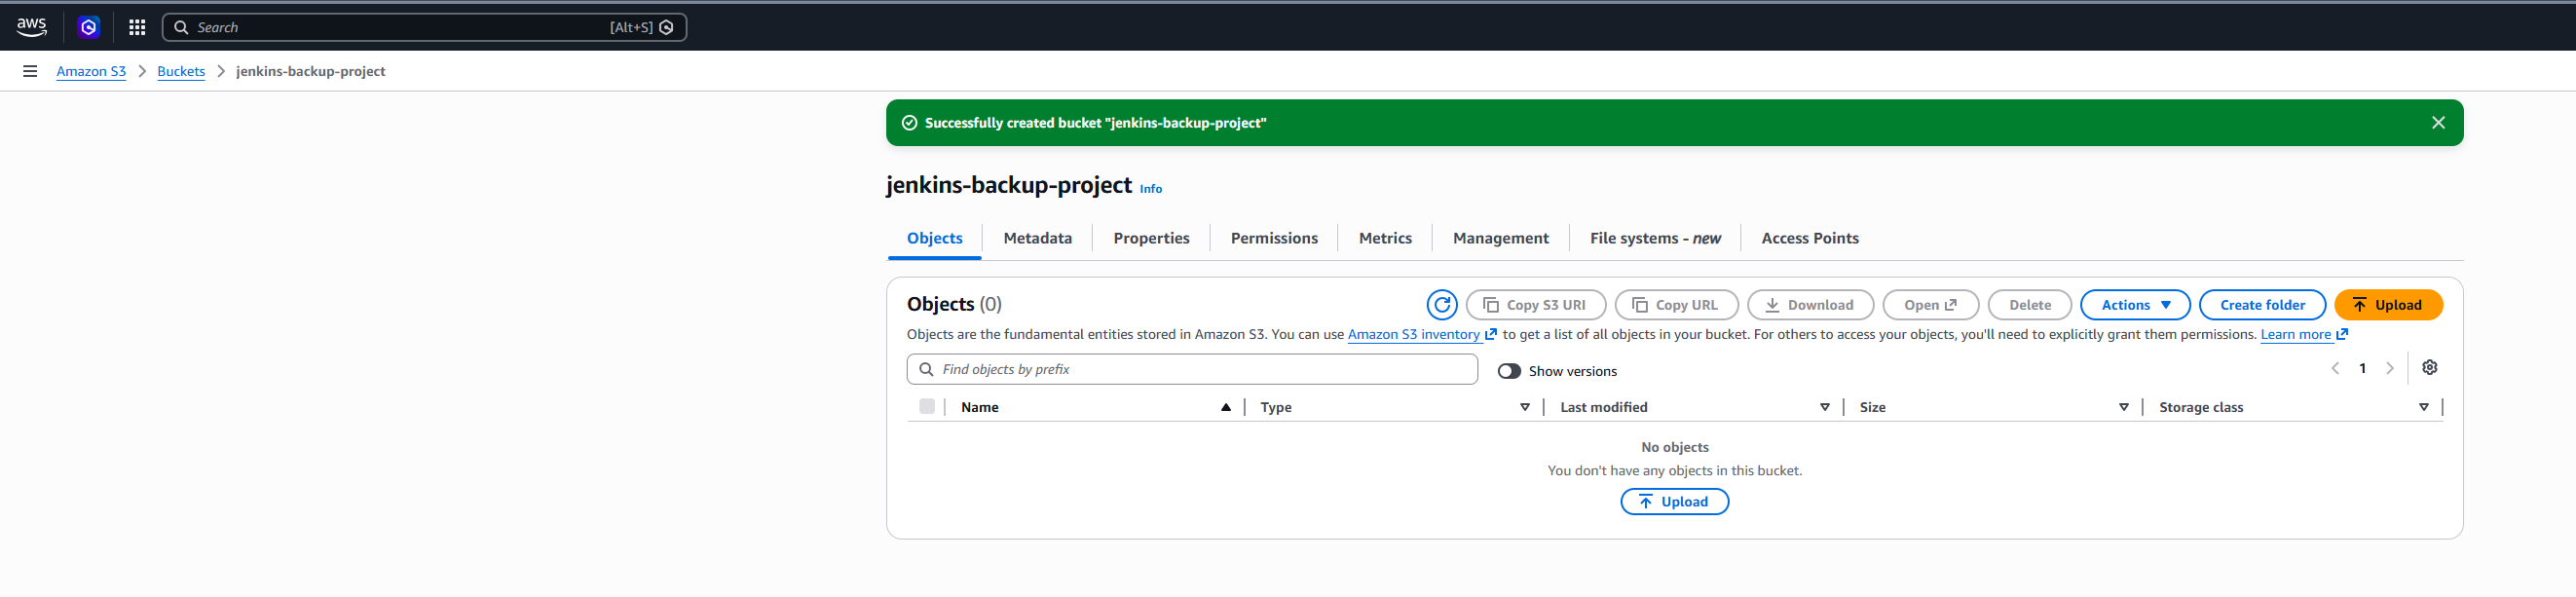 aws
Search [Alt+S]
Amazon S3 Buckets jenkins-backup-project
Successfully created bucket "jenkins-backup-project"
jenkins-backup-project Info
Objects Metadata Properties Permissions Metrics Management File systems - new Access Points
Objects (0) Copy S3 URI Copy URL Download Open Delete Actions Create folder Upload
Objects are the fundamental entities stored in Amazon S3. You can use Amazon S3 inventory to get a list of all objects in your bucket. For others to access your objects, you'll need to explicitly grant them permissions. Learn more
Find objects by prefix Show versions 1
Name Type Last modified Size Storage class
No objects
You don't have any objects in this bucket.
Upload